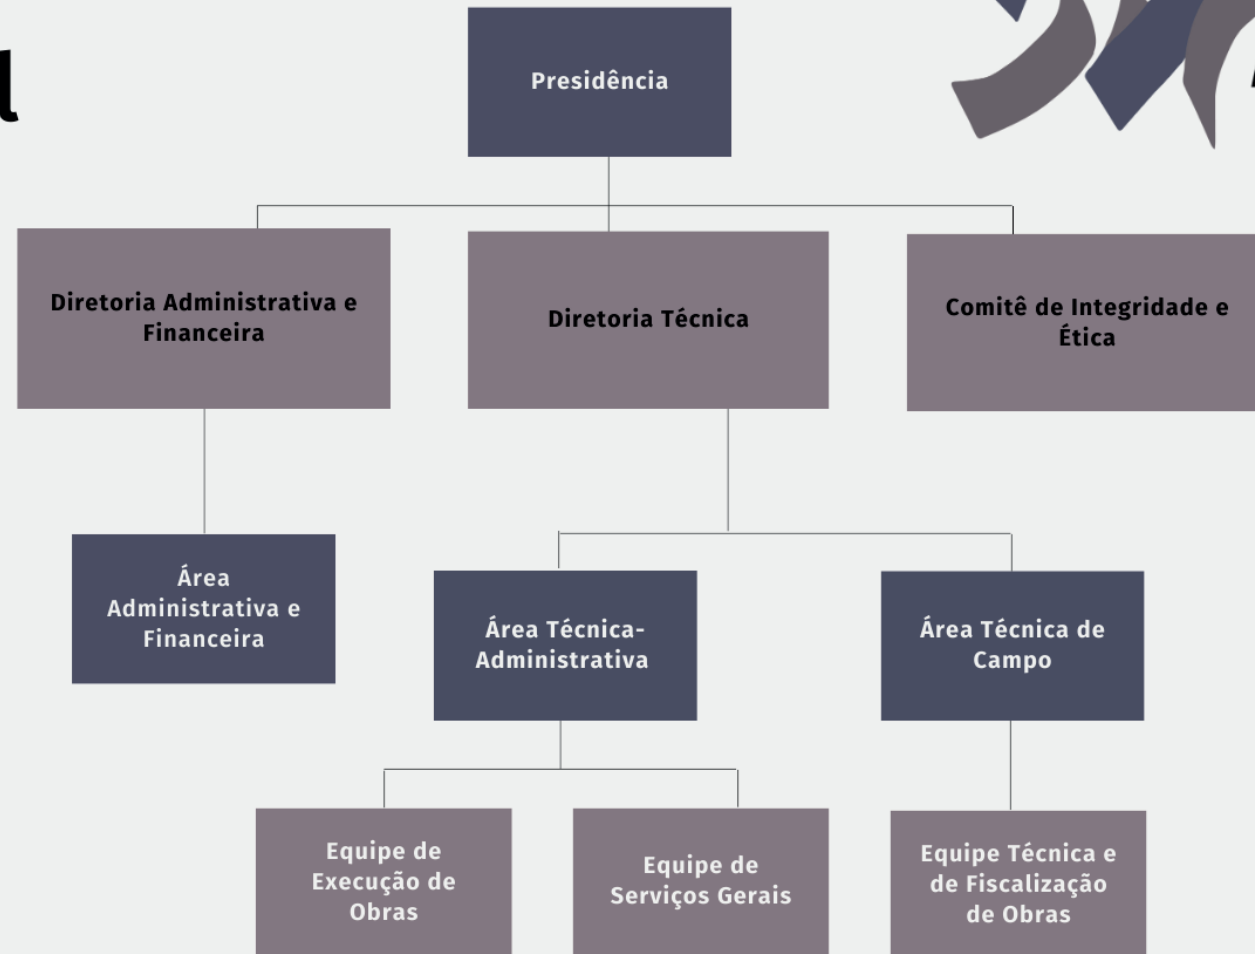 l
Presidência
Diretoria Administrativa e
Financeira
Diretoria Técnica
Comitê de Integridade e
Ética
Área
Administrativa e
Financeira
Área Técnica-
Administrativa
Área Técnica de
Campo
Equipe de
Execução de
Obras
Equipe de
Serviços Gerais
Equipe Técnica e
de Fiscalização
de Obras